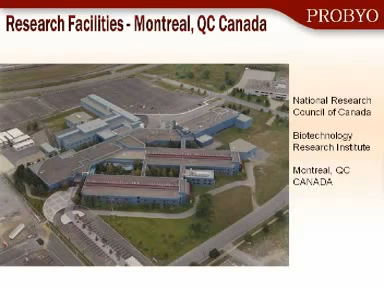 PROBYO
Research Facilities - Montreal, QC Canada
National Research
Council of Canada
Biotechnology
Research Institute
Montreal, QC
CANADA